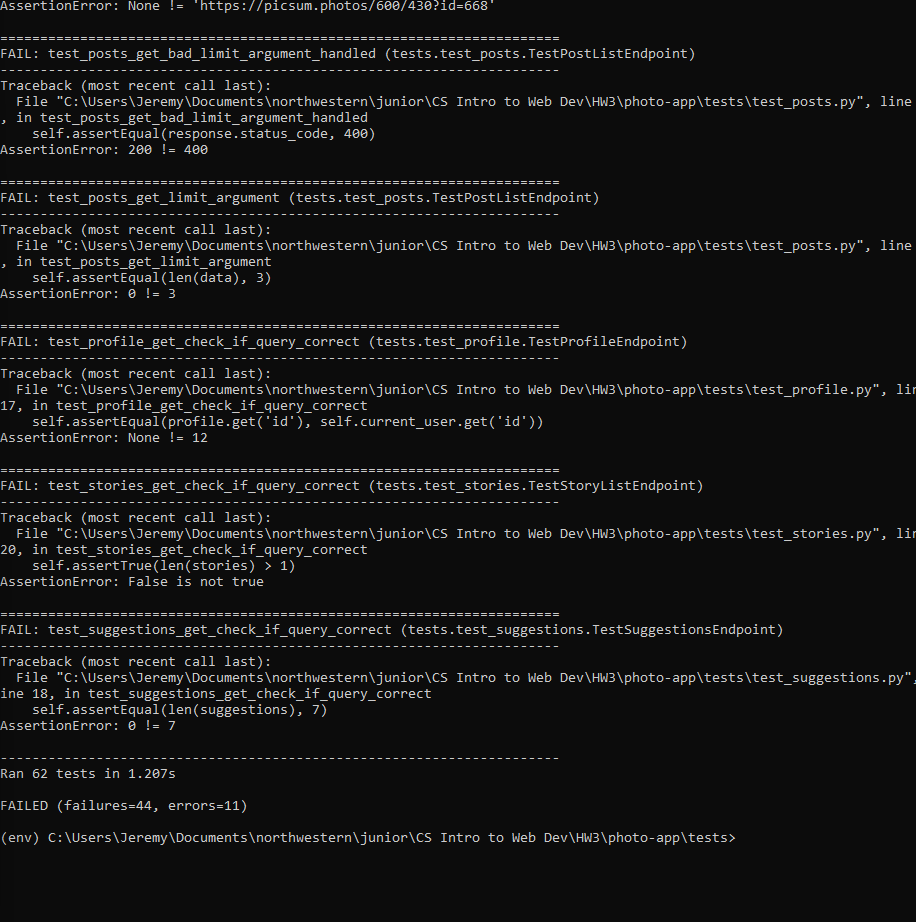 AssertionError: None != 'https://picsum.photos/600/430?id=668'
======================================================================
FAIL: test_posts_get_bad_limit_argument_handled (tests.test_posts.TestPostListEndpoint)
----------------------------------------------------------------------
Traceback (most recent call last):
  File "C:\Users\Jeremy\Documents\northwestern\junior\CS Intro to Web Dev\HW3\photo-app\tests\test_posts.py", line
, in test_posts_get_bad_limit_argument_handled
    self.assertEqual(response.status_code, 400)
AssertionError: 200 != 400
======================================================================
FAIL: test_posts_get_limit_argument (tests.test_posts.TestPostListEndpoint)
----------------------------------------------------------------------
Traceback (most recent call last):
  File "C:\Users\Jeremy\Documents\northwestern\junior\CS Intro to Web Dev\HW3\photo-app\tests\test_posts.py", line
, in test_posts_get_limit_argument
    self.assertEqual(len(data), 3)
AssertionError: 0 != 3
======================================================================
FAIL: test_profile_get_check_if_query_correct (tests.test_profile.TestProfileEndpoint)
----------------------------------------------------------------------
Traceback (most recent call last):
  File "C:\Users\Jeremy\Documents\northwestern\junior\CS Intro to Web Dev\HW3\photo-app\tests\test_profile.py", lin
17, in test_profile_get_check_if_query_correct
    self.assertEqual(profile.get('id'), self.current_user.get('id'))
AssertionError: None != 12
======================================================================
FAIL: test_stories_get_check_if_query_correct (tests.test_stories.TestStoryListEndpoint)
----------------------------------------------------------------------
Traceback (most recent call last):
  File "C:\Users\Jeremy\Documents\northwestern\junior\CS Intro to Web Dev\HW3\photo-app\tests\test_stories.py", lin
20, in test_stories_get_check_if_query_correct
    self.assertTrue(len(stories) > 1)
AssertionError: False is not true
======================================================================
FAIL: test_suggestions_get_check_if_query_correct (tests.test_suggestions.TestSuggestionsEndpoint)
----------------------------------------------------------------------
Traceback (most recent call last):
  File "C:\Users\Jeremy\Documents\northwestern\junior\CS Intro to Web Dev\HW3\photo-app\tests\test_suggestions.py",
ine 18, in test_suggestions_get_check_if_query_correct
    self.assertEqual(len(suggestions), 7)
AssertionError: 0 != 7
----------------------------------------------------------------------
Ran 62 tests in 1.207s
FAILED (failures=44, errors=11)
(env) C:\Users\Jeremy\Documents\northwestern\junior\CS Intro to Web Dev\HW3\photo-app\tests>